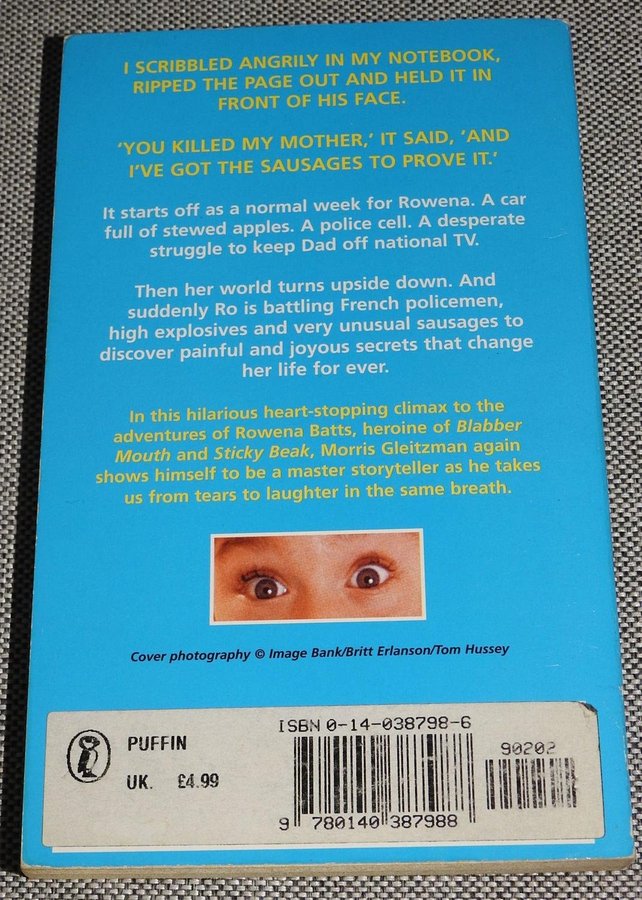 I SCRIBBLED ANGRILY IN MY NOTEBOOK,
RIPPED THE PAGE OUT AND HELD IT IN
FRONT OF HIS FACE.
'YOU KILLED MY MOTHER,' IT SAID, 'AND
I'VE GOT THE SAUSAGES TO PROVE IT.'
It starts off as a normal week for Rowena. A car
full of stewed apples. A police cell. A desperate
struggle to keep Dad off national TV.
Then her world turns upside down. And
suddenly Ro is battling French policemen,
high explosives and very unusual sausages to
discover painful and joyous secrets that change
her life for ever.
In this hilarious heart-stopping climax to the
adventures of Rowena Batts, heroine of Blabber
Mouth and Sticky Beak, Morris Gleitzman again
shows himself to be a master storyteller as he takes
us from tears to laughter in the same breath.
Cover photography © Image Bank/Britt Erlanson/Tom Hussey
ISBN 0-14-038798-6
PUFFIN
90202
UK. £4.99
9 780140 387988